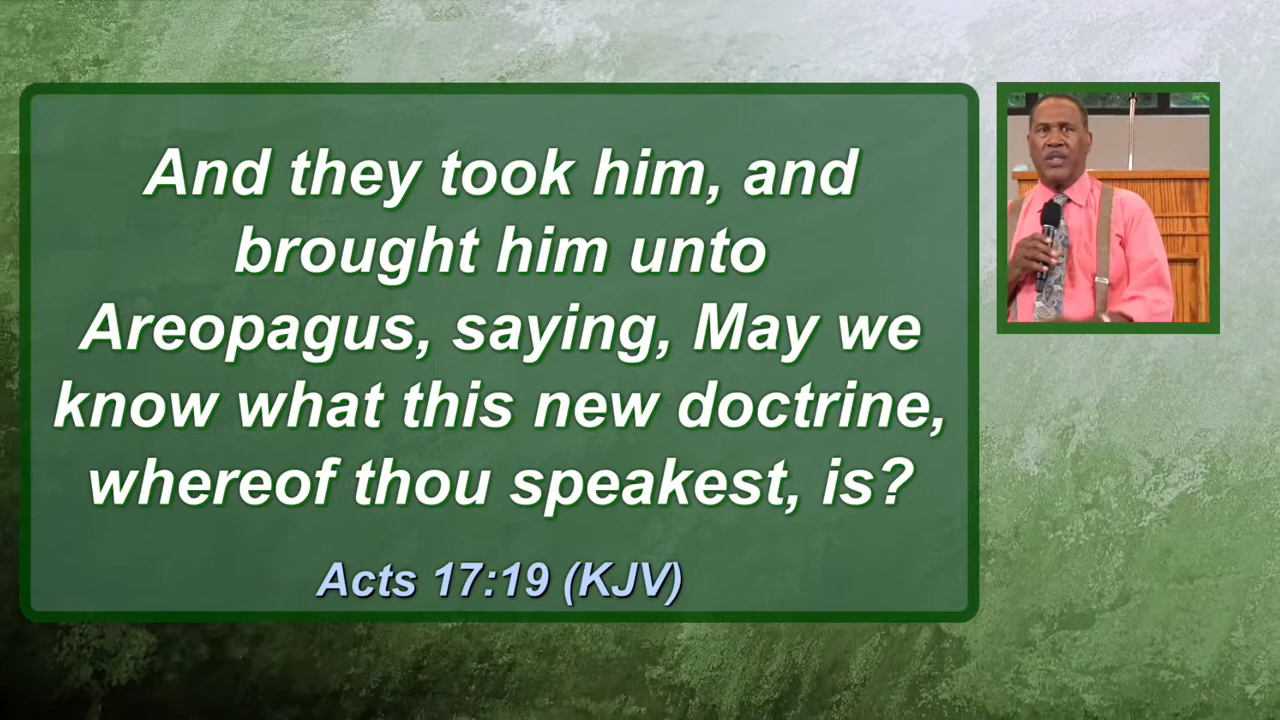 And they took him, and
brought him unto
Areopagus, saying, May we
know what this new doctrine,
whereof thou speakest, is?
Acts 17:19 (KJV)